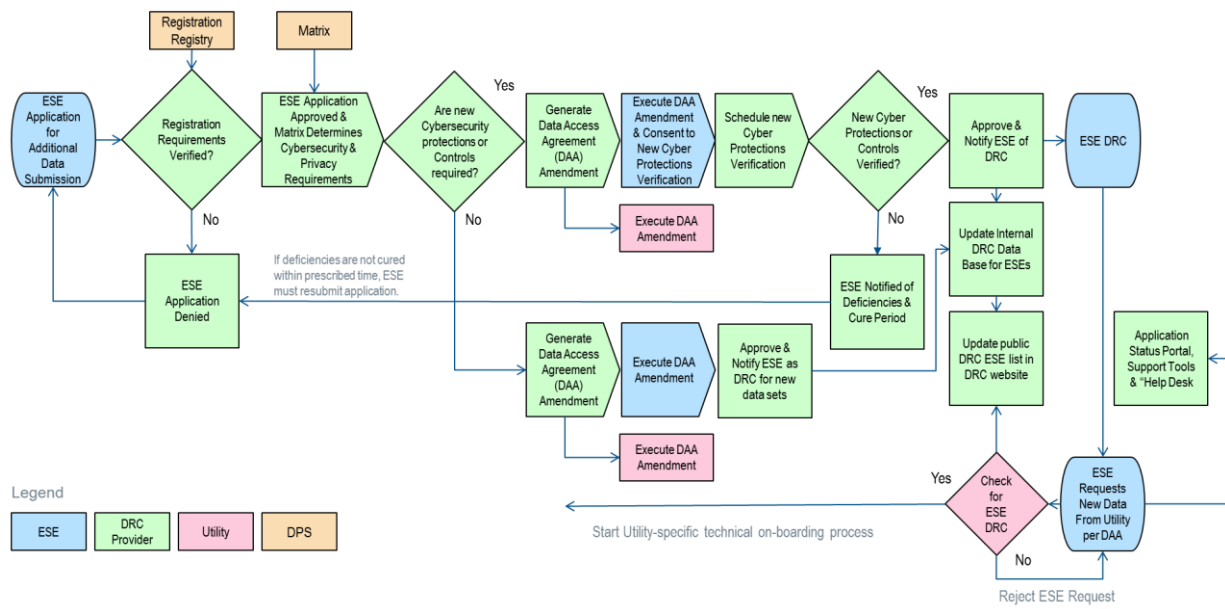 Registration
Registry
Matrix
ESE
Application
for
Additional
Data
Submission
Registration
Requirements
Verified?
ESE Application
Approved &
Matrix Determines
Cybersecurity &
Privacy
Requirements
Are new
Cybersecurity
protections or
Controls
required?
Yes
Generate
Data Access
Agreement
(DAA)
Amendment
Execute DAA
Amendment
& Consent to
New Cyber
Protections
Verification
Schedule new
Cyber
Protections
Verification
New Cyber
Protections or
Controls
Verified?
Yes
Approve &
Notify ESE of
DRC
ESE DRC
No
No
No
Execute DAA
Amendment
Update Internal
DRC Data
Base for ESEs
If deficiencies are not cured
within prescribed time, ESE
must resubmit application.
ESE
Application
Denied
ESE Notified of
Deficiencies &
Cure Period
Generate
Data Access
Agreement
(DAA)
Amendment
Execute DAA
Amendment
Approve &
Notify ESE as
DRC for new
data sets
Update public
DRC ESE list in
DRC website
Application
Status Portal,
Support Tools
& “Help Desk
Execute DAA
Amendment
Yes
Check
for
ESE
DRC
ESE
Requests
New Data
From Utility
per DAA
Start Utility-specific technical on-boarding process
No
Reject ESE Request
Legend
ESE
DRC
Provider
Utility
DPS